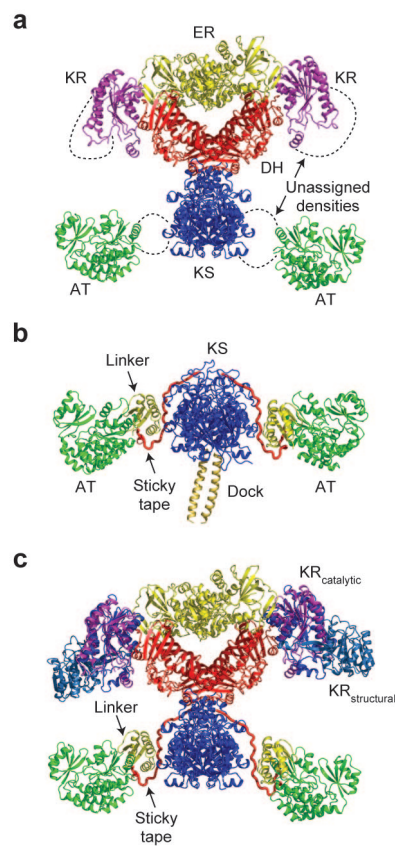 a
ER
KR
KR
DH
Unassigned
densities
KS
AT
AT
b
KS
Linker
AT
Sticky
tape
Dock
AT
c
KRcatalytic
KRstructural
Linker
Sticky
tape